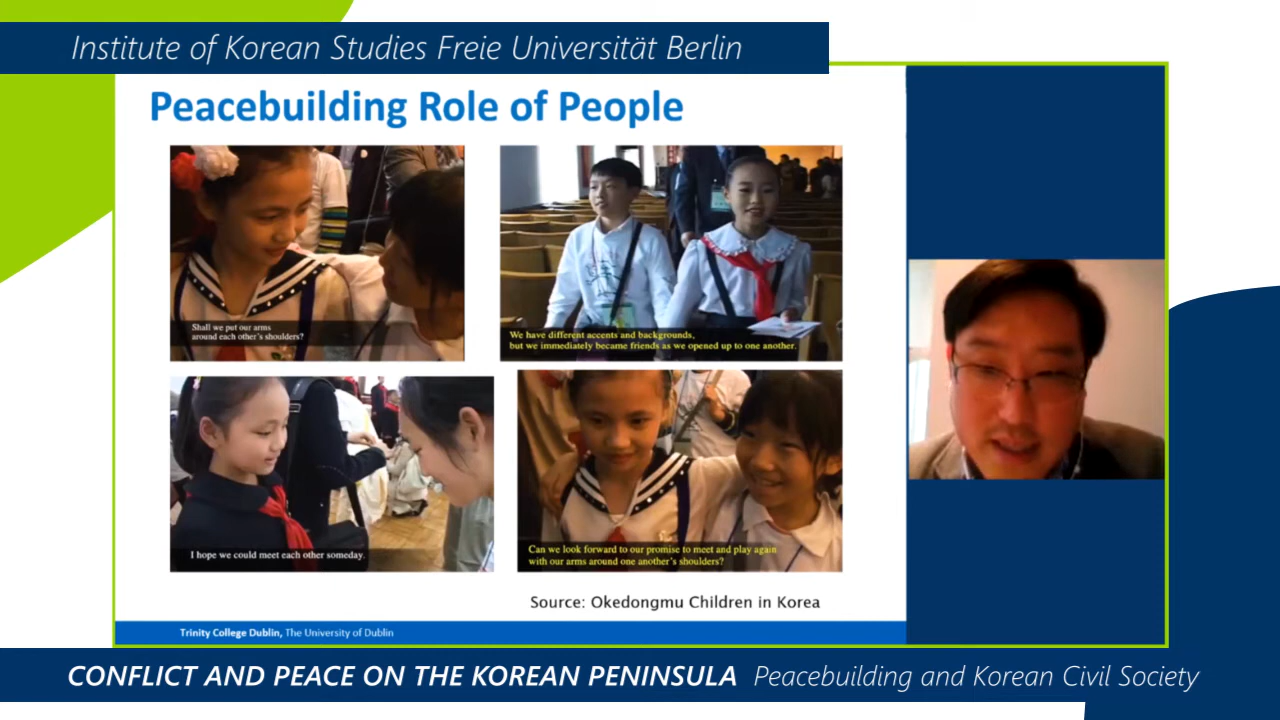 Institute of Korean Studies Freie Universität Berlin
Peacebuilding Role of People
Shall we put our arms
around each other's shoulders?
We have different accents and backgrounds,
but we immediately became friends as we opened up to one another.
I hope we could meet each other someday.
Can we look forward to our promise to meet and play again
with our arms around one another's shoulders?
Source: Okedongmu Children in Korea
Trinity College Dublin, The University of Dublin
CONFLICT AND PEACE ON THE KOREAN PENINSULA Peacebuilding and Korean Civil Society